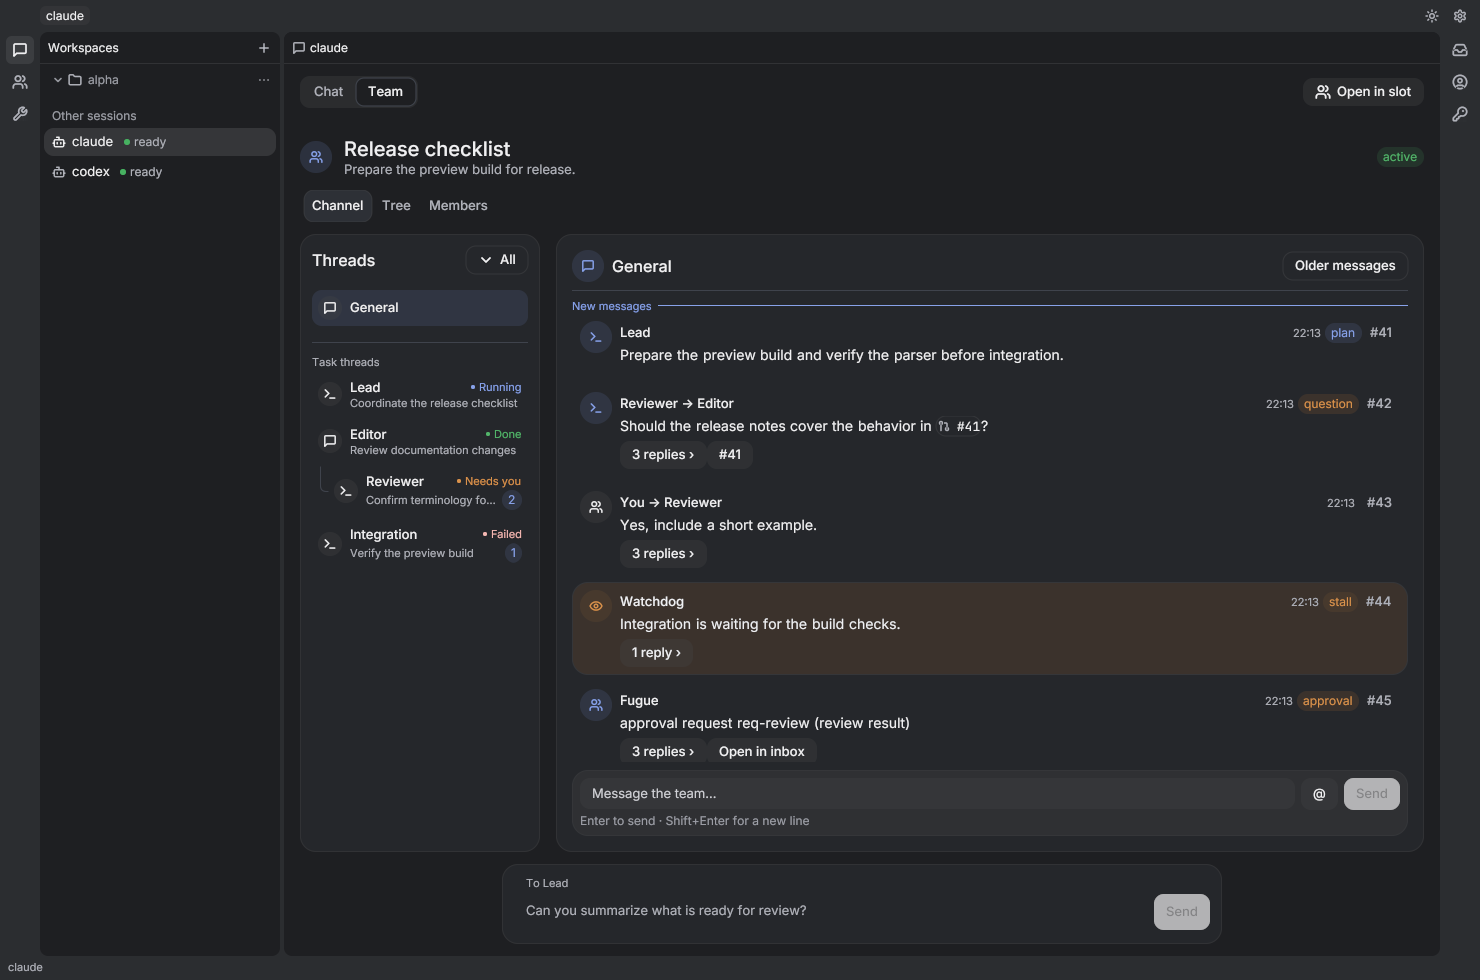 claude
Workspaces
claude
alpha
Chat
Team
Open in slot
Other sessions
claude
ready
codex
ready
Release checklist
Prepare the preview build for release.
active
Channel
Tree
Members
Threads
All
General
Task threads
Lead
Running
Coordinate the release checklist
Editor
Done
Review documentation changes
Reviewer
Needs you
Confirm terminology fo...
2
Integration
Failed
Verify the preview build
1
General
Older messages
New messages
Lead
22:13 plan #41
Prepare the preview build and verify the parser before integration.
Reviewer → Editor
22:13 question #42
Should the release notes cover the behavior in #41?
3 replies ›
#41
You → Reviewer
22:13 #43
Yes, include a short example.
3 replies ›
Watchdog
22:13 stall #44
Integration is waiting for the build checks.
1 reply ›
Fugue
22:13 approval #45
approval request req-review (review result)
3 replies ›
Open in inbox
Message the team...
@
Send
Enter to send · Shift+Enter for a new line
To Lead
Can you summarize what is ready for review?
Send
claude